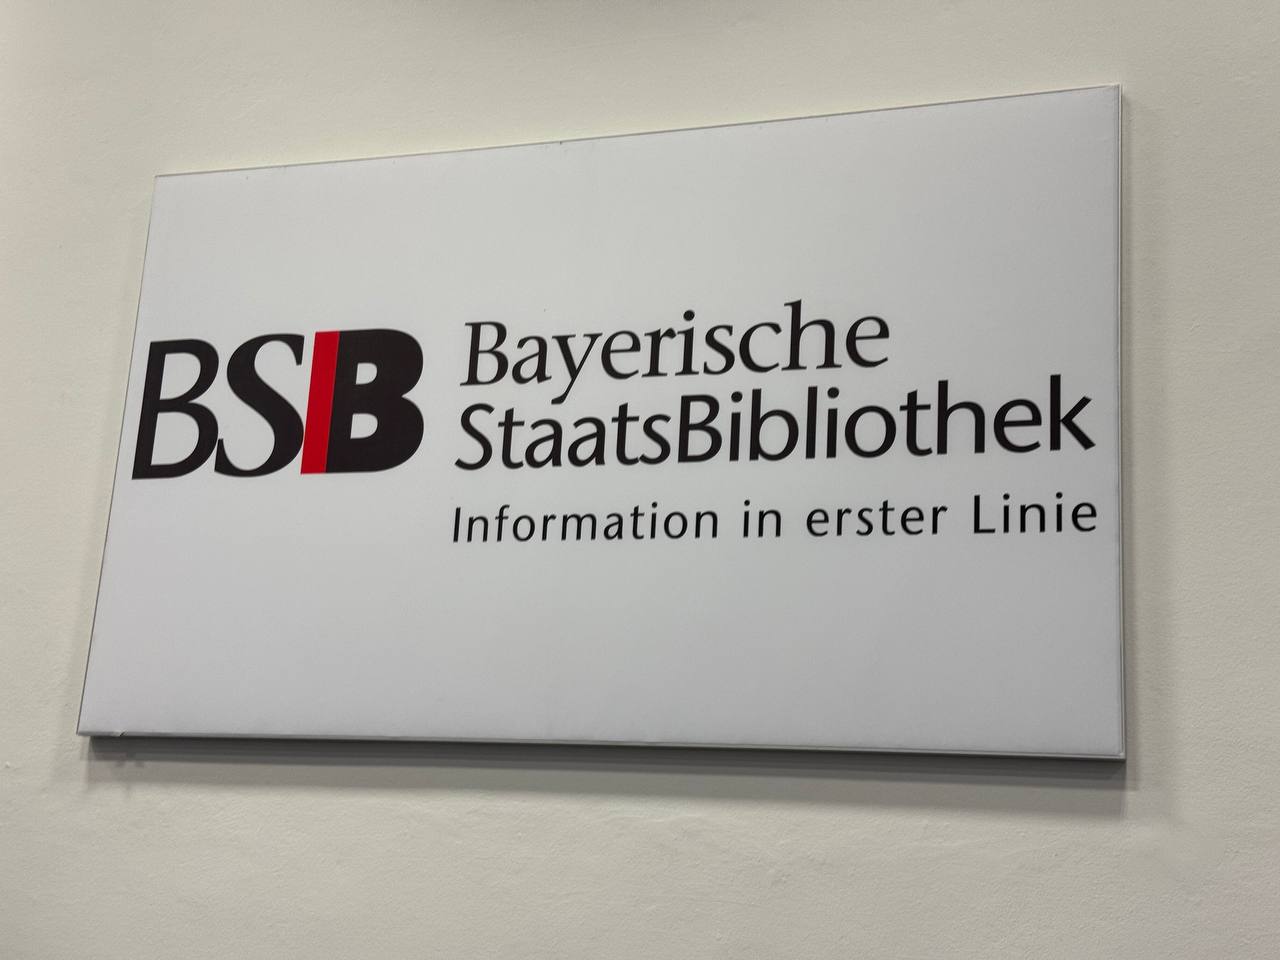 BSB
Bayerische
StaatsBibliothek
Information in erster Linie